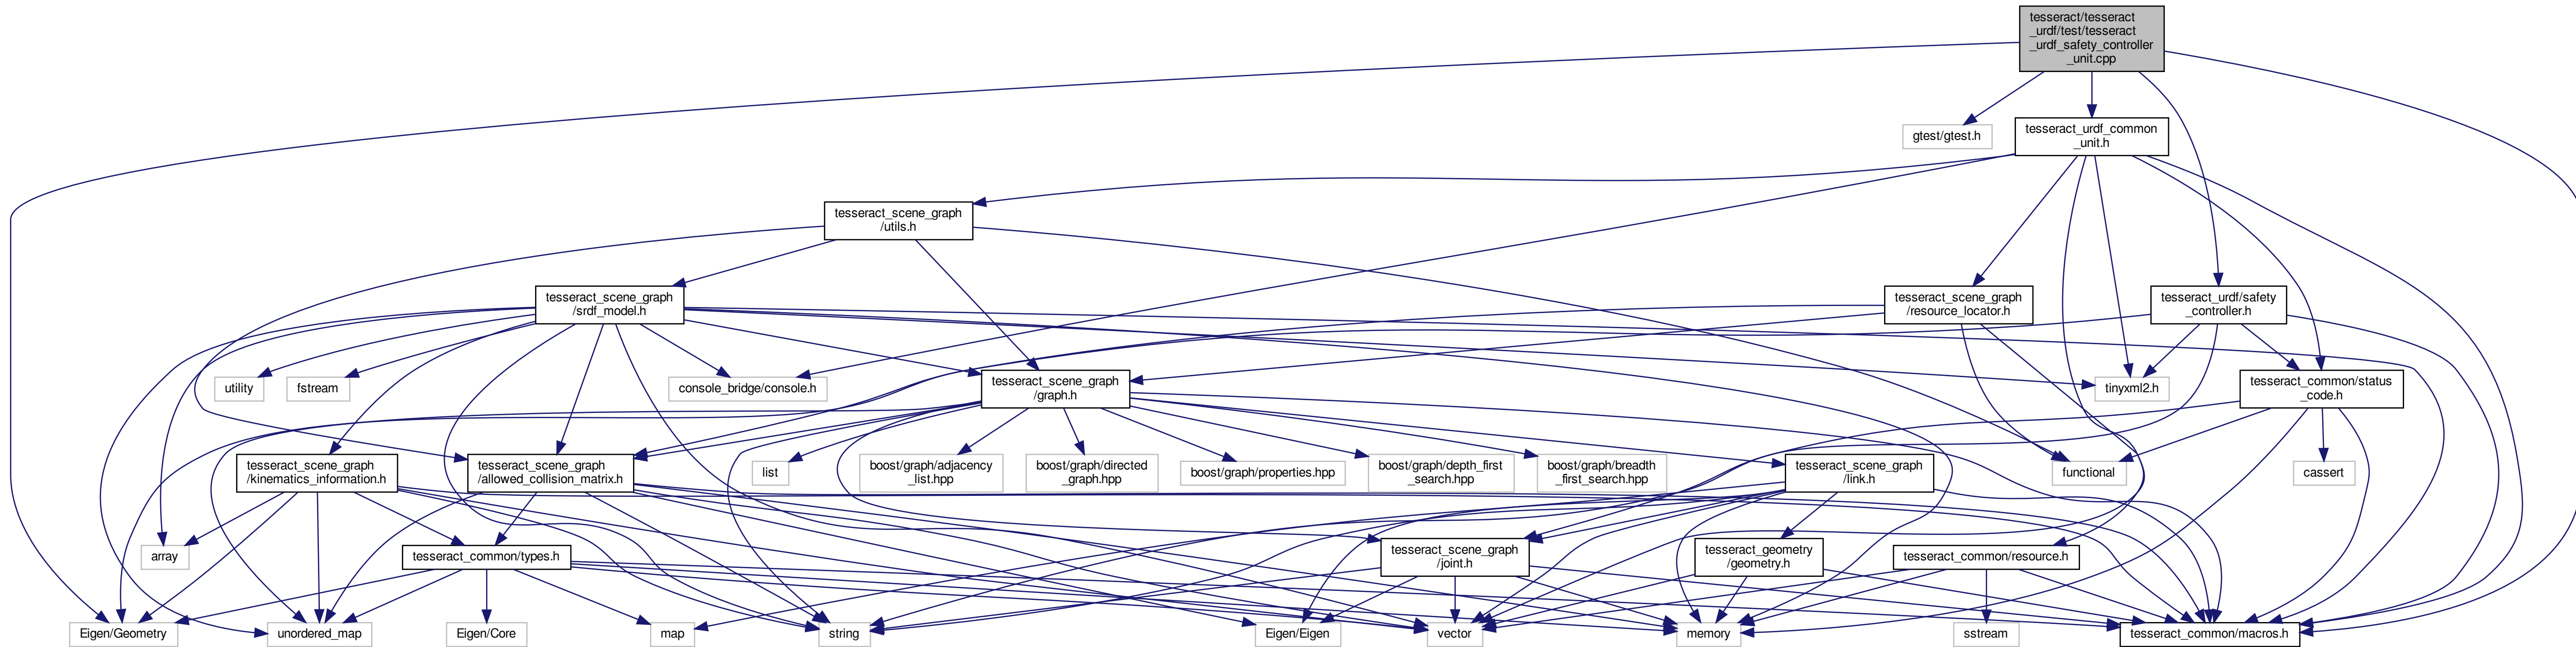 tesseract/tesseract
_urdf/test/tesseract
_urdf_safety_controller
_unit.cpp
gtest/gtest.h
tesseract_urdf_common
_unit.h
tesseract_scene_graph
/utils.h
tesseract_scene_graph
/srdf_model.h
tesseract_scene_graph
/resource_locator.h
tesseract_urdf/safety
_controller.h
utility
fstream
console_bridge/console.h
tesseract_scene_graph
/graph.h
tinyxml2.h
tesseract_common/status
_code.h
tesseract_scene_graph
/kinematics_information.h
tesseract_scene_graph
/allowed_collision_matrix.h
list
boost/graph/adjacency
_list.hpp
boost/graph/directed
_graph.hpp
boost/graph/properties.hpp
boost/graph/depth_first
_search.hpp
boost/graph/breadth
_first_search.hpp
tesseract_scene_graph
/link.h
functional
cassert
array
tesseract_common/types.h
tesseract_scene_graph
/joint.h
tesseract_geometry
/geometry.h
tesseract_common/resource.h
Eigen/Geometry
unordered_map
Eigen/Core
map
string
Eigen/Eigen
vector
memory
sstream
tesseract_common/macros.h